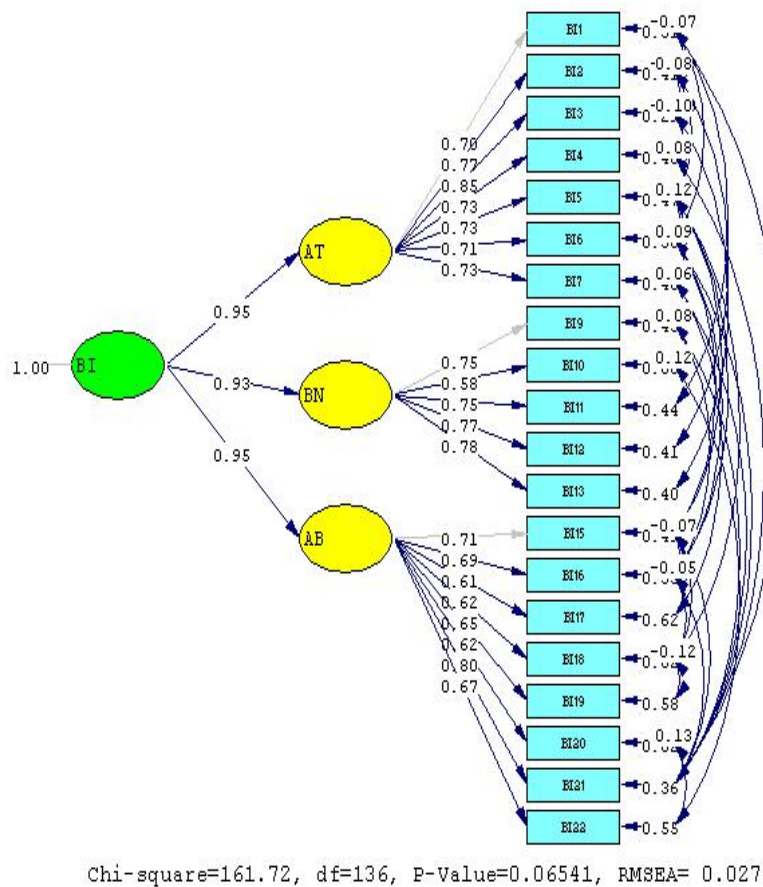 1.00
BI
0.95
0.93
0.95
AT
BN
AB
0.70
0.77
0.85
0.73
0.73
0.71
0.73
0.75
0.58
0.75
0.77
0.78
0.71
0.69
0.61
0.62
0.65
0.62
0.80
0.67
BI1
-0.07
BI2
-0.08
BI3
-0.10
BI4
0.08
BI5
0.12
BI6
0.09
BI7
0.06
BI9
0.08
BI10
0.12
BI11
0.44
BI12
0.41
BI13
0.40
BI15
-0.07
BI16
-0.05
BI17
0.62
BI18
-0.12
BI19
0.58
BI20
0.13
BI21
0.36
BI22
0.55
Chi-square=161.72, df=136, P-Value=0.06541, RMSEA= 0.027